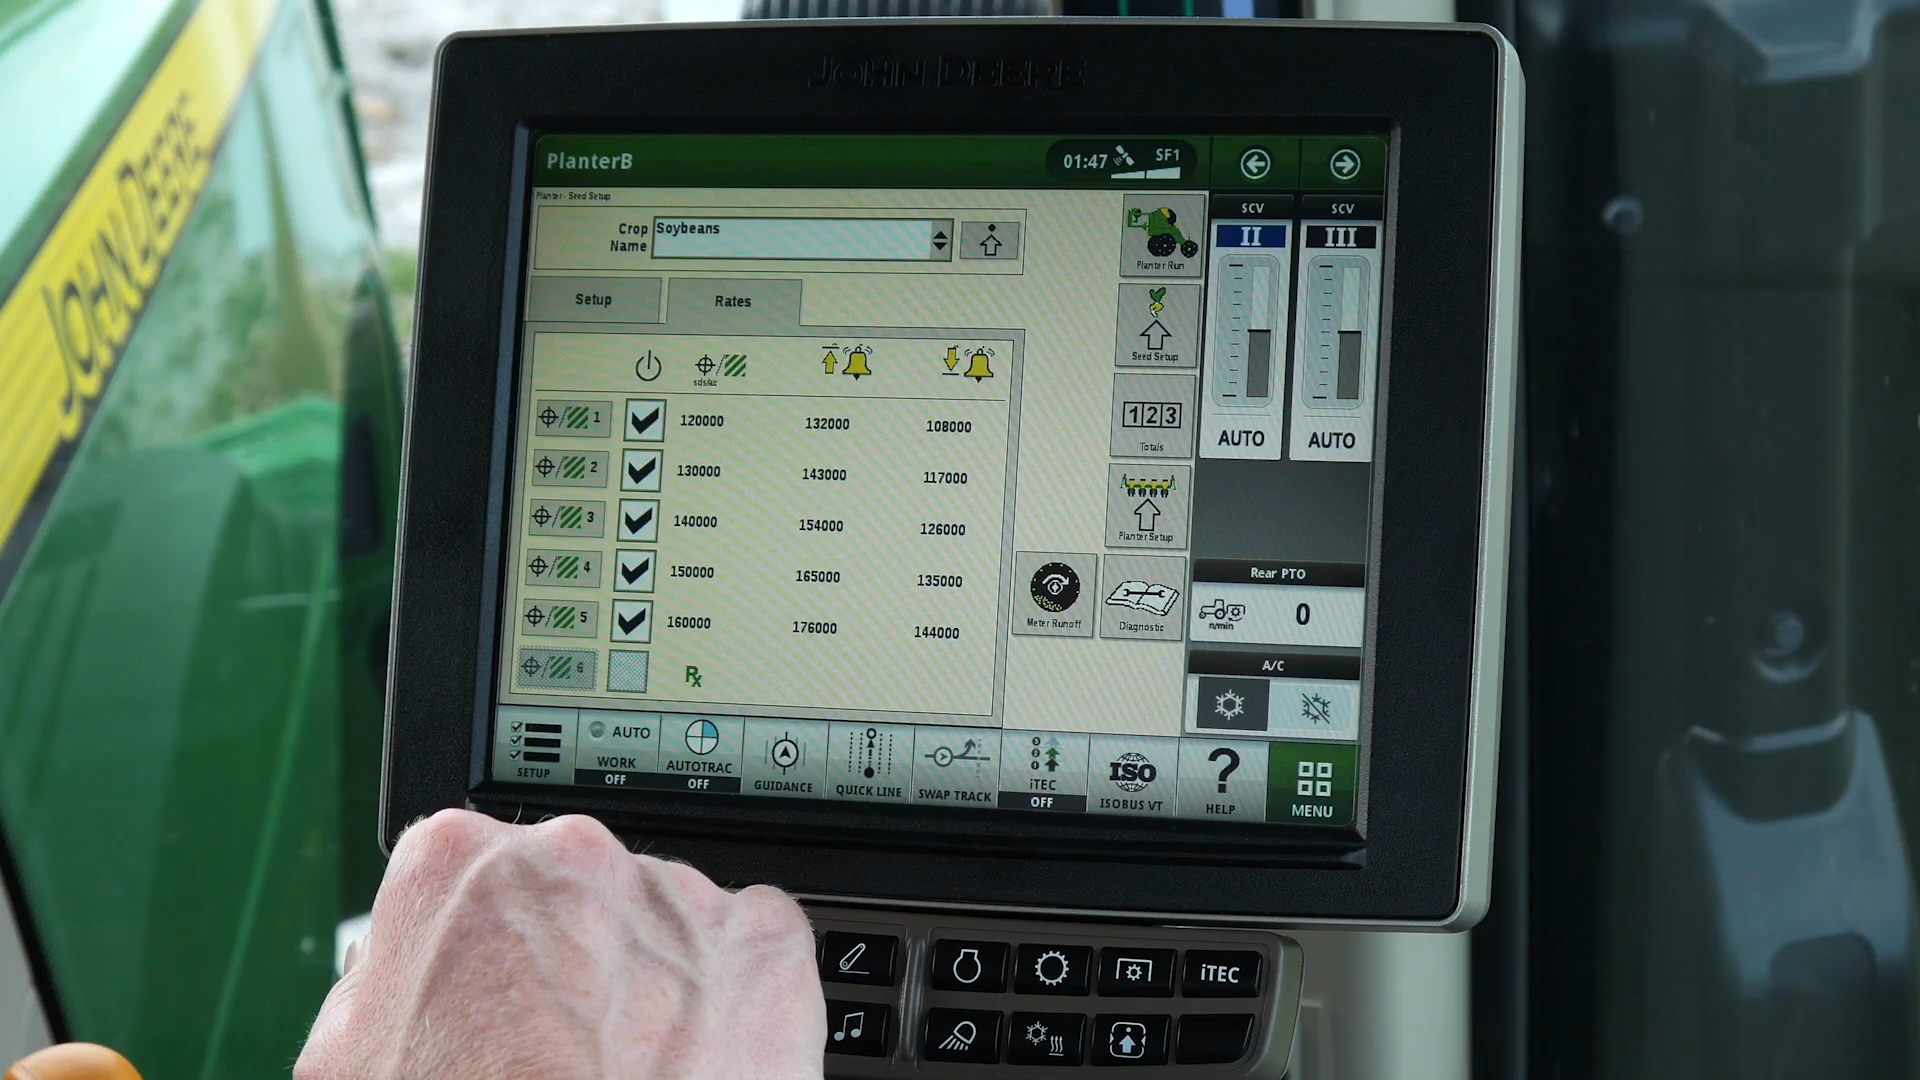 JOHN DEERE
JOHN DEERE
PlanterB
01:47 SF1
Planter - Seed Setup
Crop Name
Soybeans
Setup
Rates
sds/ac
1 120000 132000 108000
2 130000 143000 117000
3 140000 154000 126000
4 150000 165000 135000
5 160000 176000 144000
6 Rx
Planter Run
Seed Setup
123
Totals
Planter Setup
Meter Runoff
Diagnostic
SCV
II
AUTO
SCV
III
AUTO
Rear PTO
n/min
0
A/C
SETUP
AUTO
WORK
OFF
AUTOTRAC
OFF
GUIDANCE
QUICK LINE
SWAP TRACK
iTEC
OFF
ISO
ISOBUS VT
?
HELP
MENU
iTEC